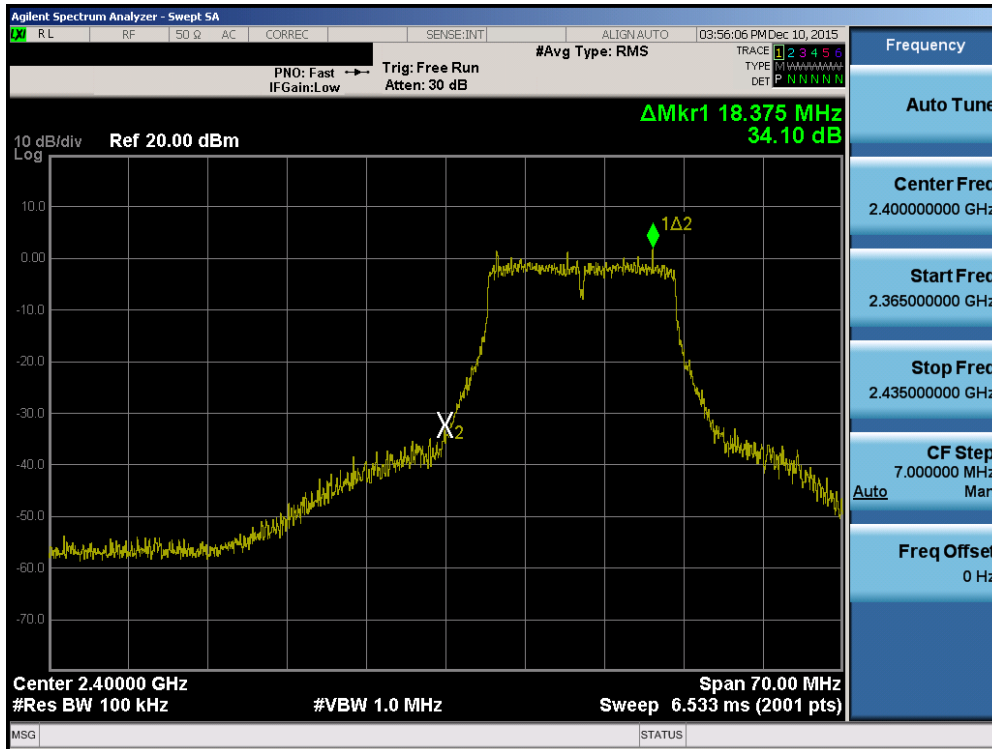 Agilent Spectrum Analyzer - Swept SA
LXI RL RF 50 Ω AC CORREC SENSE:INT ALIGN AUTO 03:56:06 PM Dec 10, 2015
#Avg Type: RMS TRACE 1 2 3 4 5 6
PNO: Fast Trig: Free Run TYPE M WWWWW
IFGain:Low Atten: 30 dB DET P N N N N N
ΔMkr1 18.375 MHz
34.10 dB
10 dB/div Ref 20.00 dBm
Log
10.0
1Δ2
0.00
-10.0
-20.0
-30.0
X2
-40.0
-50.0
-60.0
-70.0
Center 2.40000 GHz Span 70.00 MHz
#Res BW 100 kHz #VBW 1.0 MHz Sweep 6.533 ms (2001 pts)
MSG STATUS
Frequency
Auto Tune
Center Freq
2.400000000 GHz
Start Freq
2.365000000 GHz
Stop Freq
2.435000000 GHz
CF Step
7.000000 MHz
Auto Man
Freq Offset
0 Hz